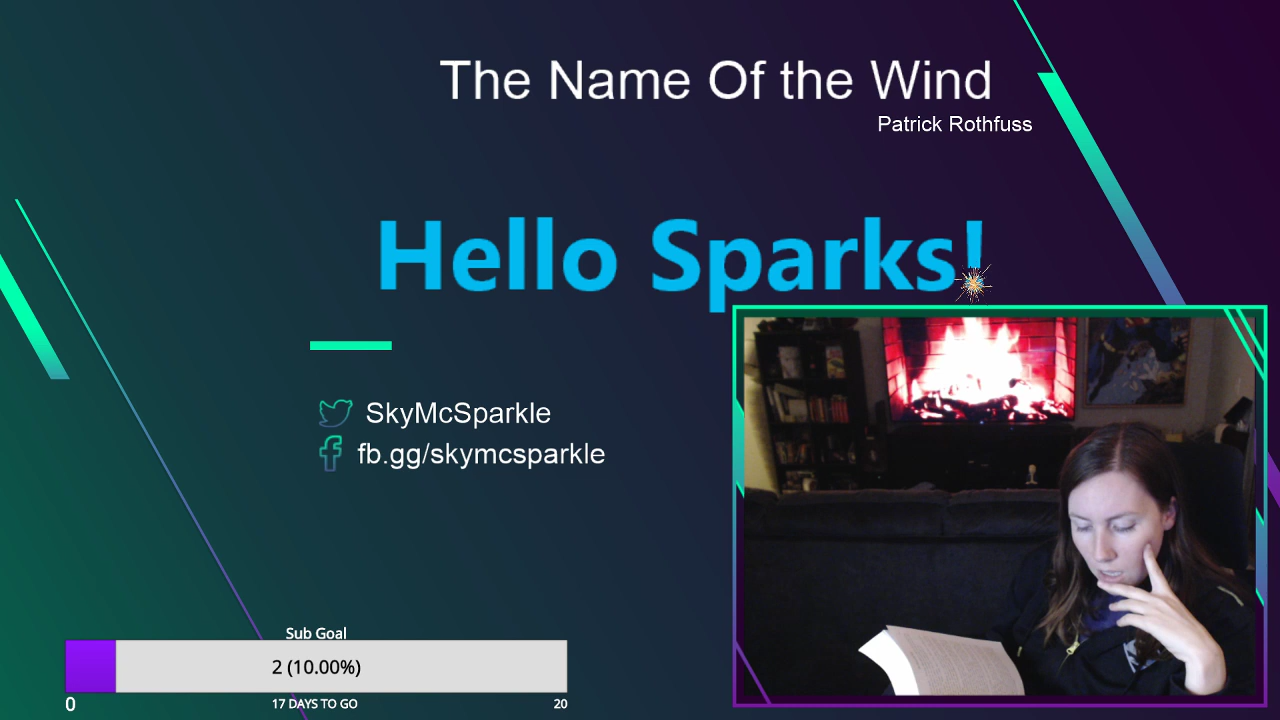 The Name Of the Wind
Patrick Rothfuss
Hello Sparks!
SkyMcSparkle
fb.gg/skymcsparkle
Sub Goal
2 (10.00%)
0
17 DAYS TO GO
20